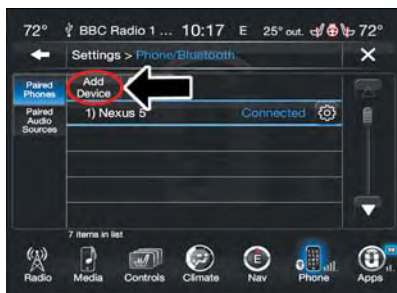 72° BBC Radio 1 ... 10:17 E 25° out. 72°
Settings > Phone/Bluetooth
Paired
Phones
Add
Device
Paired
Audio
Sources
1) Nexus 5 Connected
7 items in list
Radio Media Controls Climate E Nav Phone Apps